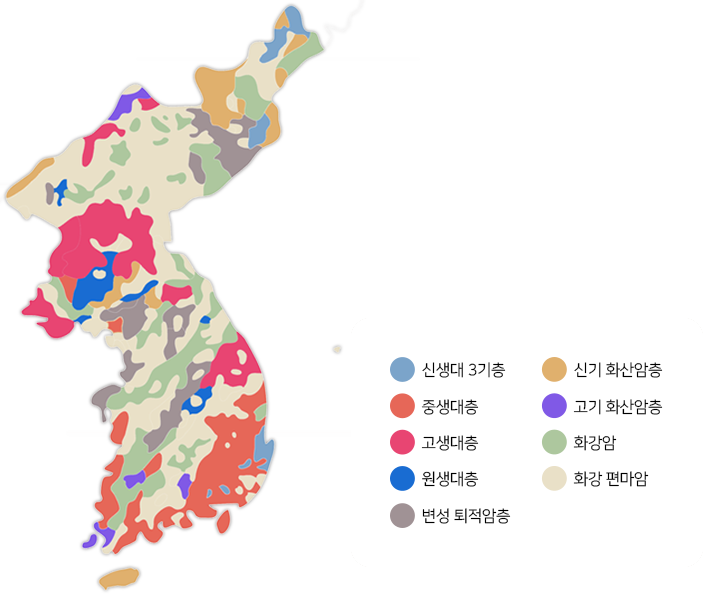 신생대 3기층
신기 화산암층
중생대층
고기 화산암층
고생대층
화강암
원생대층
화강 편마암
변성 퇴적암층